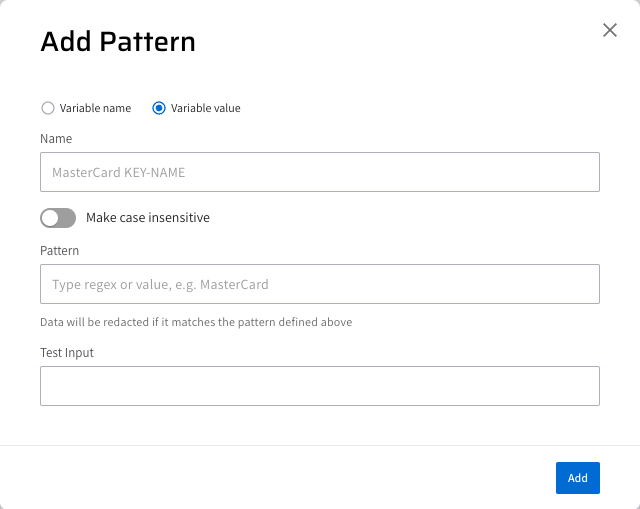 Add Pattern
Variable name Variable value
Name
MasterCard KEY-NAME
Make case insensitive
Pattern
Type regex or value, e.g. MasterCard
Data will be redacted if it matches the pattern defined above
Test Input
Add